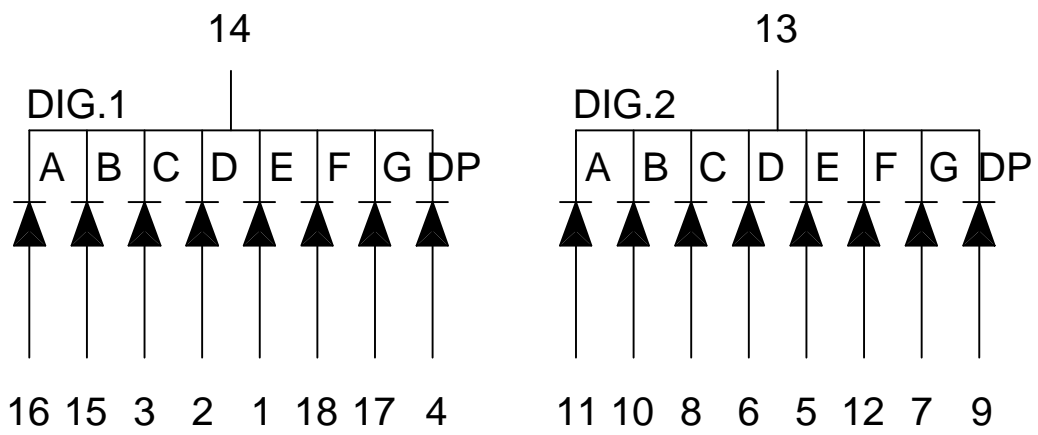 14 13
DIG.1 DIG.2
A B C D E F G DP A B C D E F G DP
16 15 3 2 1 18 17 4 11 10 8 6 5 12 7 9